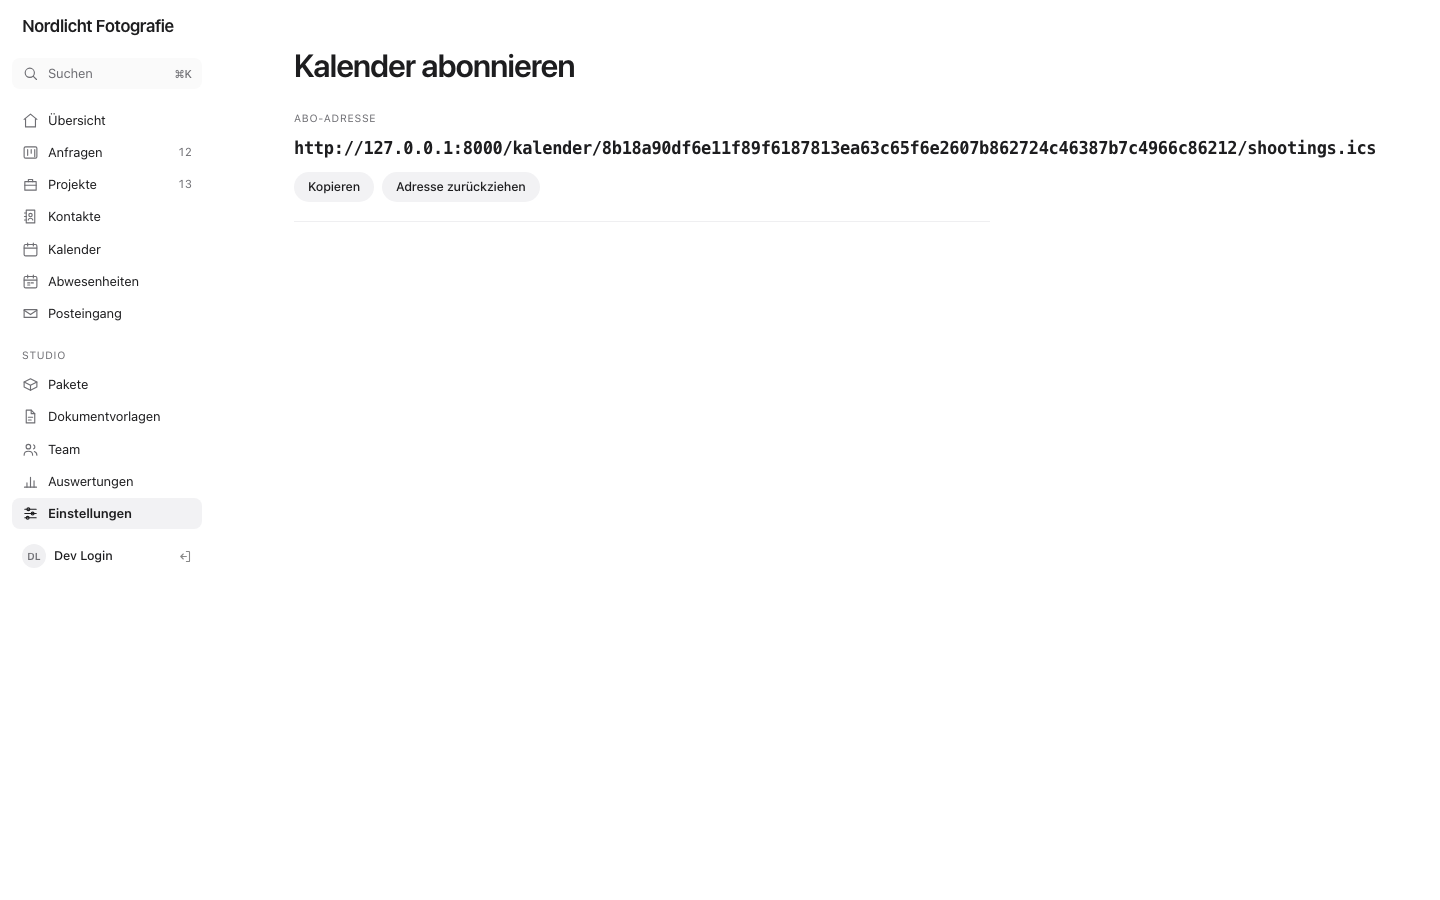 Nordlicht Fotografie
Suchen ⌘K
Übersicht
Anfragen 12
Projekte 13
Kontakte
Kalender
Abwesenheiten
Posteingang
STUDIO
Pakete
Dokumentvorlagen
Team
Auswertungen
Einstellungen
DL Dev Login
Kalender abonnieren
ABO-ADRESSE
http://127.0.0.1:8000/kalender/8b18a90df6e11f89f6187813ea63c65f6e2607b862724c46387b7c4966c86212/shootings.ics
Kopieren Adresse zurückziehen